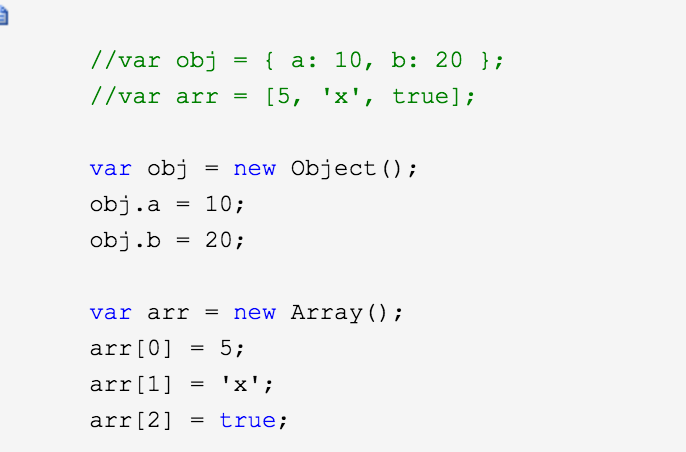 //var obj = { a: 10, b: 20 };
//var arr = [5, 'x', true];
var obj = new Object();
obj.a = 10;
obj.b = 20;
var arr = new Array();
arr[0] = 5;
arr[1] = 'x';
arr[2] = true;